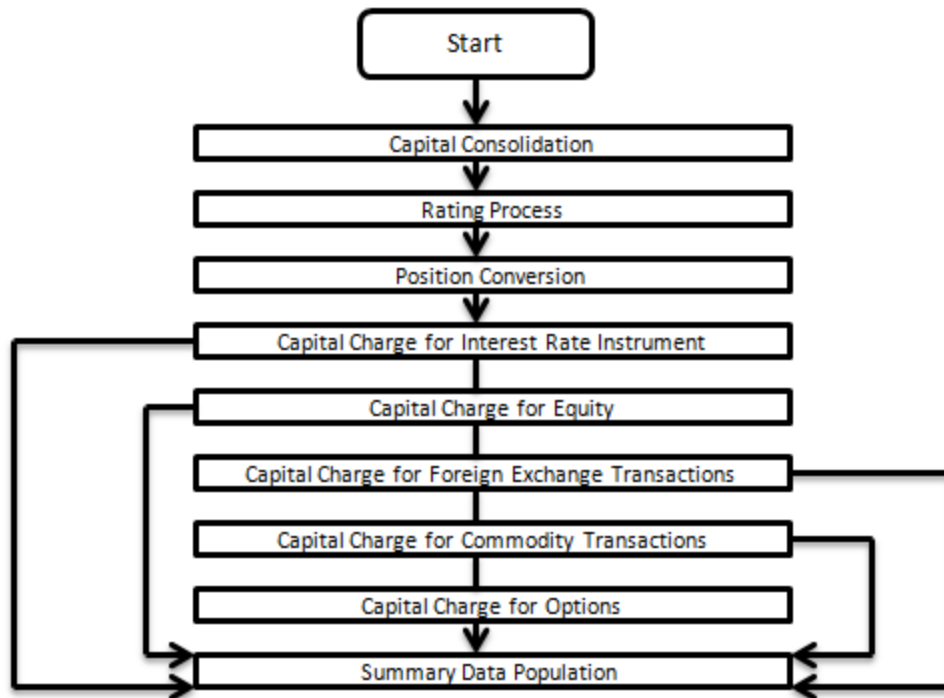 Start
Capital Consolidation
Rating Process
Position Conversion
Capital Charge for Interest Rate Instrument
Capital Charge for Equity
Capital Charge for Foreign Exchange Transactions
Capital Charge for Commodity Transactions
Capital Charge for Options
Summary Data Population